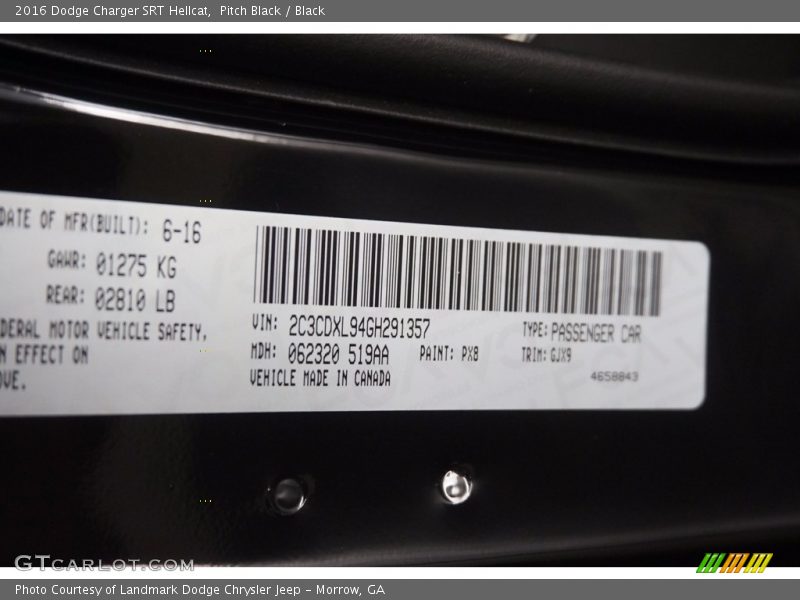 2016 Dodge Charger SRT Hellcat, Pitch Black / Black
DATE OF MFR(BUILT): 6-16
GAWR: 01275 KG
REAR: 02810 LB
DERAL MOTOR VEHICLE SAFETY,
N EFFECT ON
OVE.
VIN: 2C3CDXL94GH291357
TYPE: PASSENGER CAR
MDH: 062320 519AA
PAINT: PX8
TRIM: GJX9
VEHICLE MADE IN CANADA
4658843
GTCARLOT.COM
Photo Courtesy of Landmark Dodge Chrysler Jeep – Morrow, GA